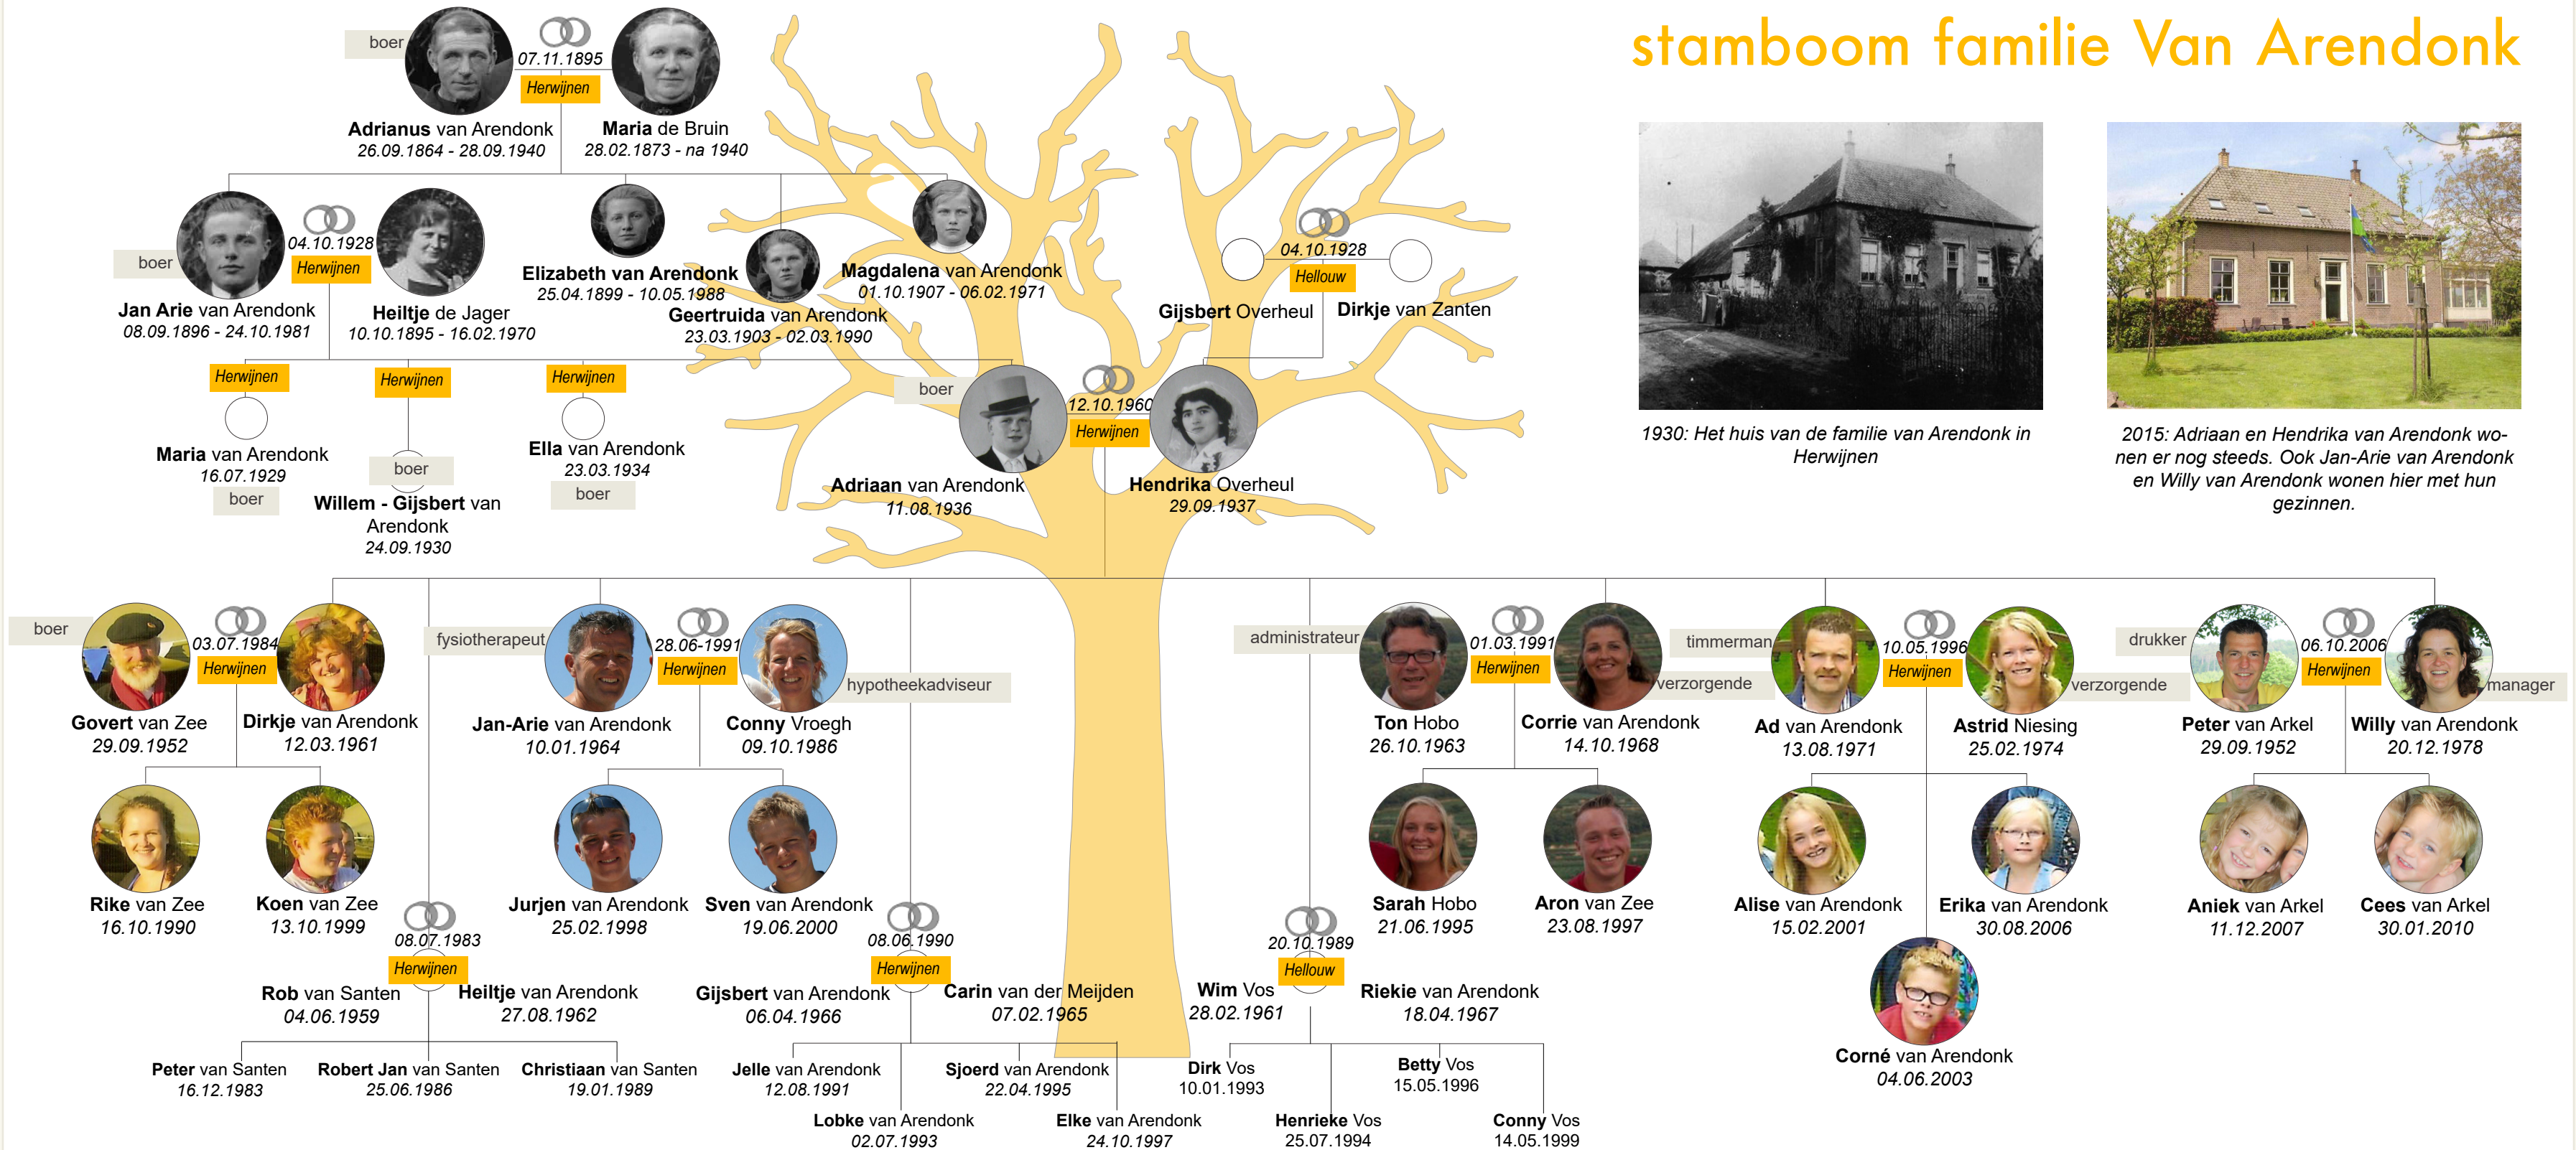 stamboom familie Van Arendonk
boer
07.11.1895
Herwijnen
Adrianus van Arendonk
26.09.1864 - 28.09.1940
Maria de Bruin
28.02.1873 - na 1940
boer
04.10.1928
Herwijnen
Jan Arie van Arendonk
08.09.1896 - 24.10.1981
Heiltje de Jager
10.10.1895 - 16.02.1970
Elizabeth van Arendonk
25.04.1899 - 10.05.1988
Geertruida van Arendonk
23.03.1903 - 02.03.1990
Magdalena van Arendonk
01.10.1907 - 06.02.1971
04.10.1928
Hellouw
Gijsbert Overheul
Dirkje van Zanten
1930: Het huis van de familie van Arendonk in
Herwijnen
2015: Adriaan en Hendrika van Arendonk wo-
nen er nog steeds. Ook Jan-Arie van Arendonk
en Willy van Arendonk wonen hier met hun
gezinnen.
Herwijnen
Maria van Arendonk
16.07.1929
boer
Herwijnen
boer
Willem - Gijsbert van
Arendonk
24.09.1930
Herwijnen
Ella van Arendonk
23.03.1934
boer
boer
12.10.1960
Herwijnen
Adriaan van Arendonk
11.08.1936
Hendrika Overheul
29.09.1937
boer
03.07.1984
Herwijnen
Govert van Zee
29.09.1952
Dirkje van Arendonk
12.03.1961
fysiotherapeut
28.06-1991
Herwijnen
hypotheekadviseur
Jan-Arie van Arendonk
10.01.1964
Conny Vroegh
09.10.1986
administrateur
01.03.1991
Herwijnen
verzorgende
Ton Hobo
26.10.1963
Corrie van Arendonk
14.10.1968
timmerman
10.05.1996
Herwijnen
verzorgende
Ad van Arendonk
13.08.1971
Astrid Niesing
25.02.1974
drukker
06.10.2006
Herwijnen
manager
Peter van Arkel
29.09.1952
Willy van Arendonk
20.12.1978
Rike van Zee
16.10.1990
Koen van Zee
13.10.1999
Jurjen van Arendonk
25.02.1998
Sven van Arendonk
19.06.2000
Sarah Hobo
21.06.1995
Aron van Zee
23.08.1997
Alise van Arendonk
15.02.2001
Erika van Arendonk
30.08.2006
Aniek van Arkel
11.12.2007
Cees van Arkel
30.01.2010
Corné van Arendonk
04.06.2003
08.07.1983
Herwijnen
Rob van Santen
04.06.1959
Heiltje van Arendonk
27.08.1962
08.06.1990
Herwijnen
Gijsbert van Arendonk
06.04.1966
Carin van der Meijden
07.02.1965
20.10.1989
Hellouw
Wim Vos
28.02.1961
Riekie van Arendonk
18.04.1967
Peter van Santen
16.12.1983
Robert Jan van Santen
25.06.1986
Christiaan van Santen
19.01.1989
Jelle van Arendonk
12.08.1991
Lobke van Arendonk
02.07.1993
Sjoerd van Arendonk
22.04.1995
Elke van Arendonk
24.10.1997
Dirk Vos
10.01.1993
Henrieke Vos
25.07.1994
Betty Vos
15.05.1996
Conny Vos
14.05.1999